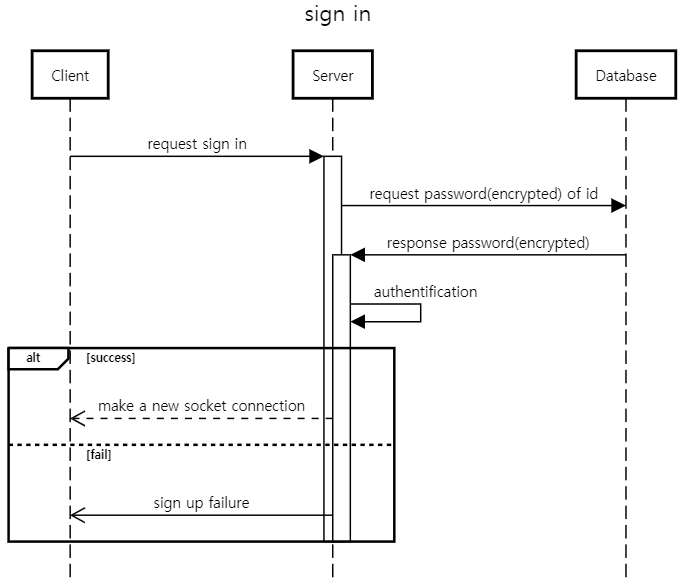 sign in
Client
Server
Database
request sign in
request password(encrypted) of id
response password(encrypted)
authentification
alt
[success]
make a new socket connection
[fail]
sign up failure